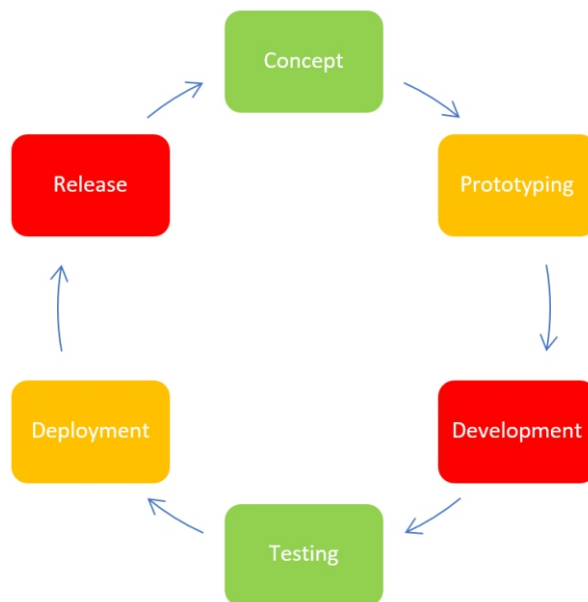 Concept
Prototyping
Development
Testing
Deployment
Release